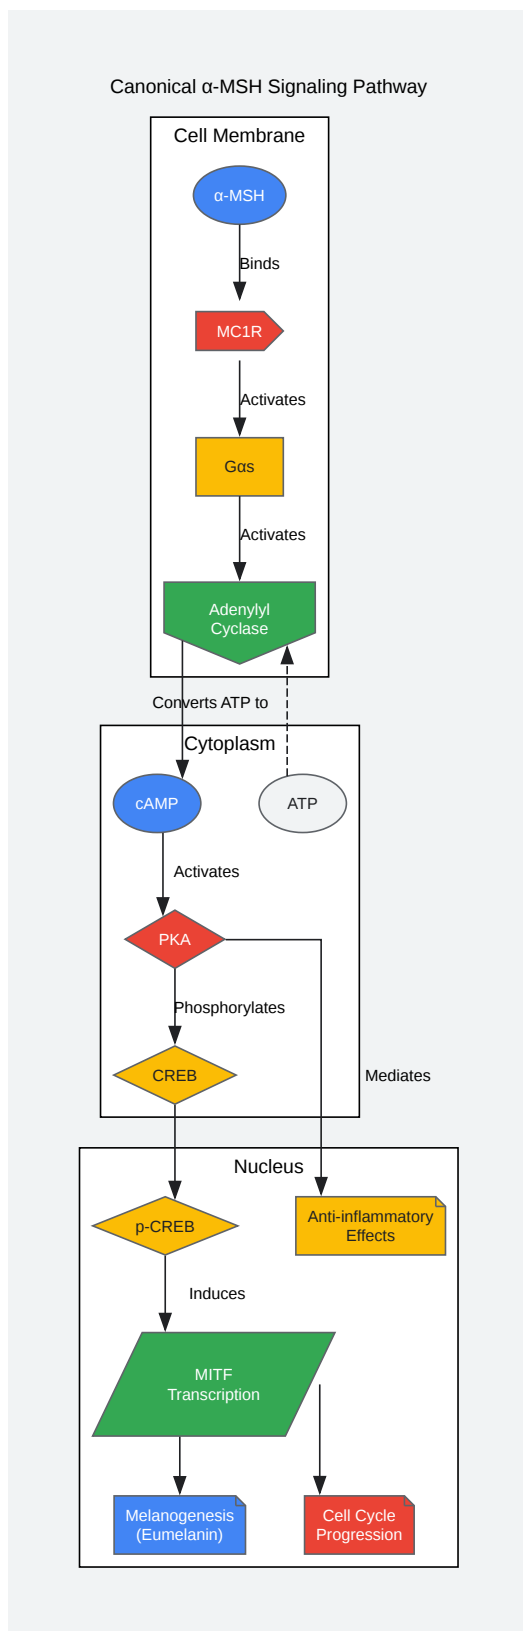 Canonical α-MSH Signaling Pathway
Cell Membrane
α-MSH
Binds
MC1R
Activates
Gαs
Activates
Adenylyl
Cyclase
Converts ATP to
Cytoplasm
cAMP
ATP
Activates
PKA
Phosphorylates
CREB
Mediates
Nucleus
p-CREB
Anti-inflammatory
Effects
Induces
MITF
Transcription
Melanogenesis
(Eumelanin)
Cell Cycle
Progression